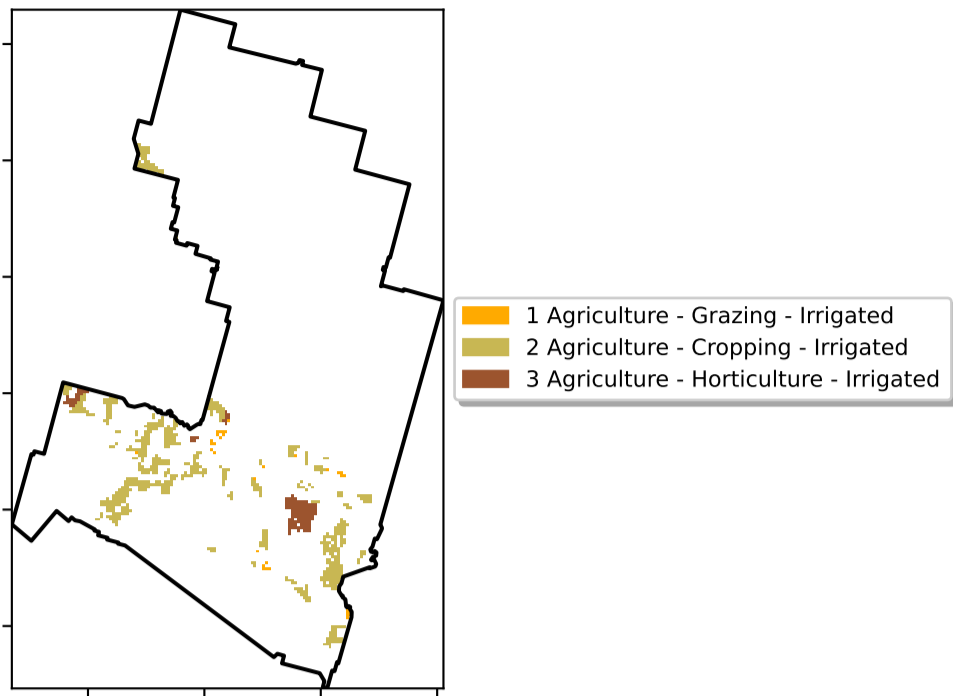 1 Agriculture - Grazing - Irrigated
2 Agriculture - Cropping - Irrigated
3 Agriculture - Horticulture - Irrigated